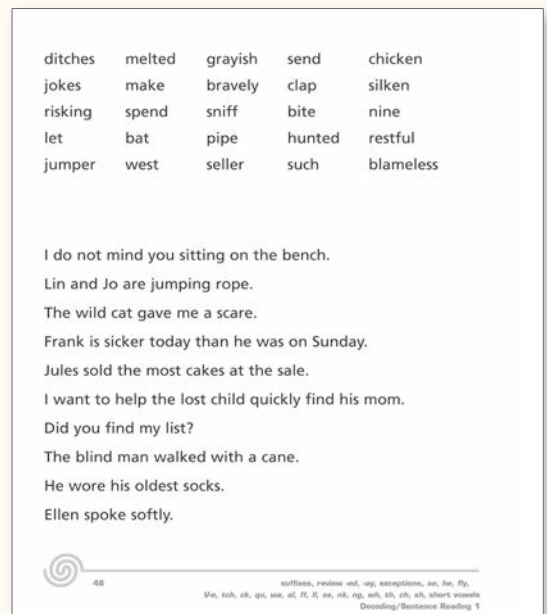 ditches melted grayish send chicken
jokes make bravely clap silken
risking spend sniff bite nine
let bat pipe hunted restful
jumper west seller such blameless
I do not mind you sitting on the bench.
Lin and Jo are jumping rope.
The wild cat gave me a scare.
Frank is sicker today than he was on Sunday.
Jules sold the most cakes at the sale.
I want to help the lost child quickly find his mom.
Did you find my list?
The blind man walked with a cane.
He wore his oldest socks.
Ellen spoke softly.
48 suffixes, review -ed, -ay, exceptions, so, he, fly,
V-e, tch, ck, qu, wa, al, ff, ll, ss, nk, ng, wh, th, ch, sh, short vowels
Decoding/Sentence Reading 1